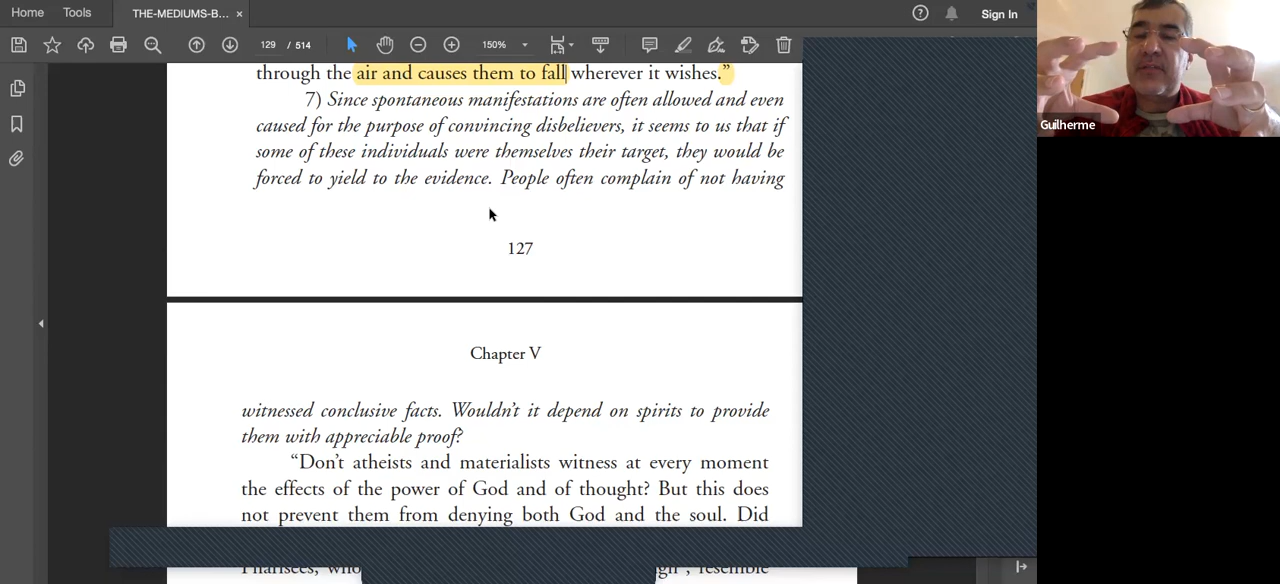 Home Tools THE-MEDIUMS-B... × Sign In
129 / 514 150%
through the air and causes them to fall wherever it wishes.”
7) Since spontaneous manifestations are often allowed and even
caused for the purpose of convincing disbelievers, it seems to us that if
some of these individuals were themselves their target, they would be
forced to yield to the evidence. People often complain of not having
127
Chapter V
witnessed conclusive facts. Wouldn’t it depend on spirits to provide
them with appreciable proof?
“Don’t atheists and materialists witness at every moment
the effects of the power of God and of thought? But this does
not prevent them from denying both God and the soul. Did
Pharisees, resemble
Guilherme